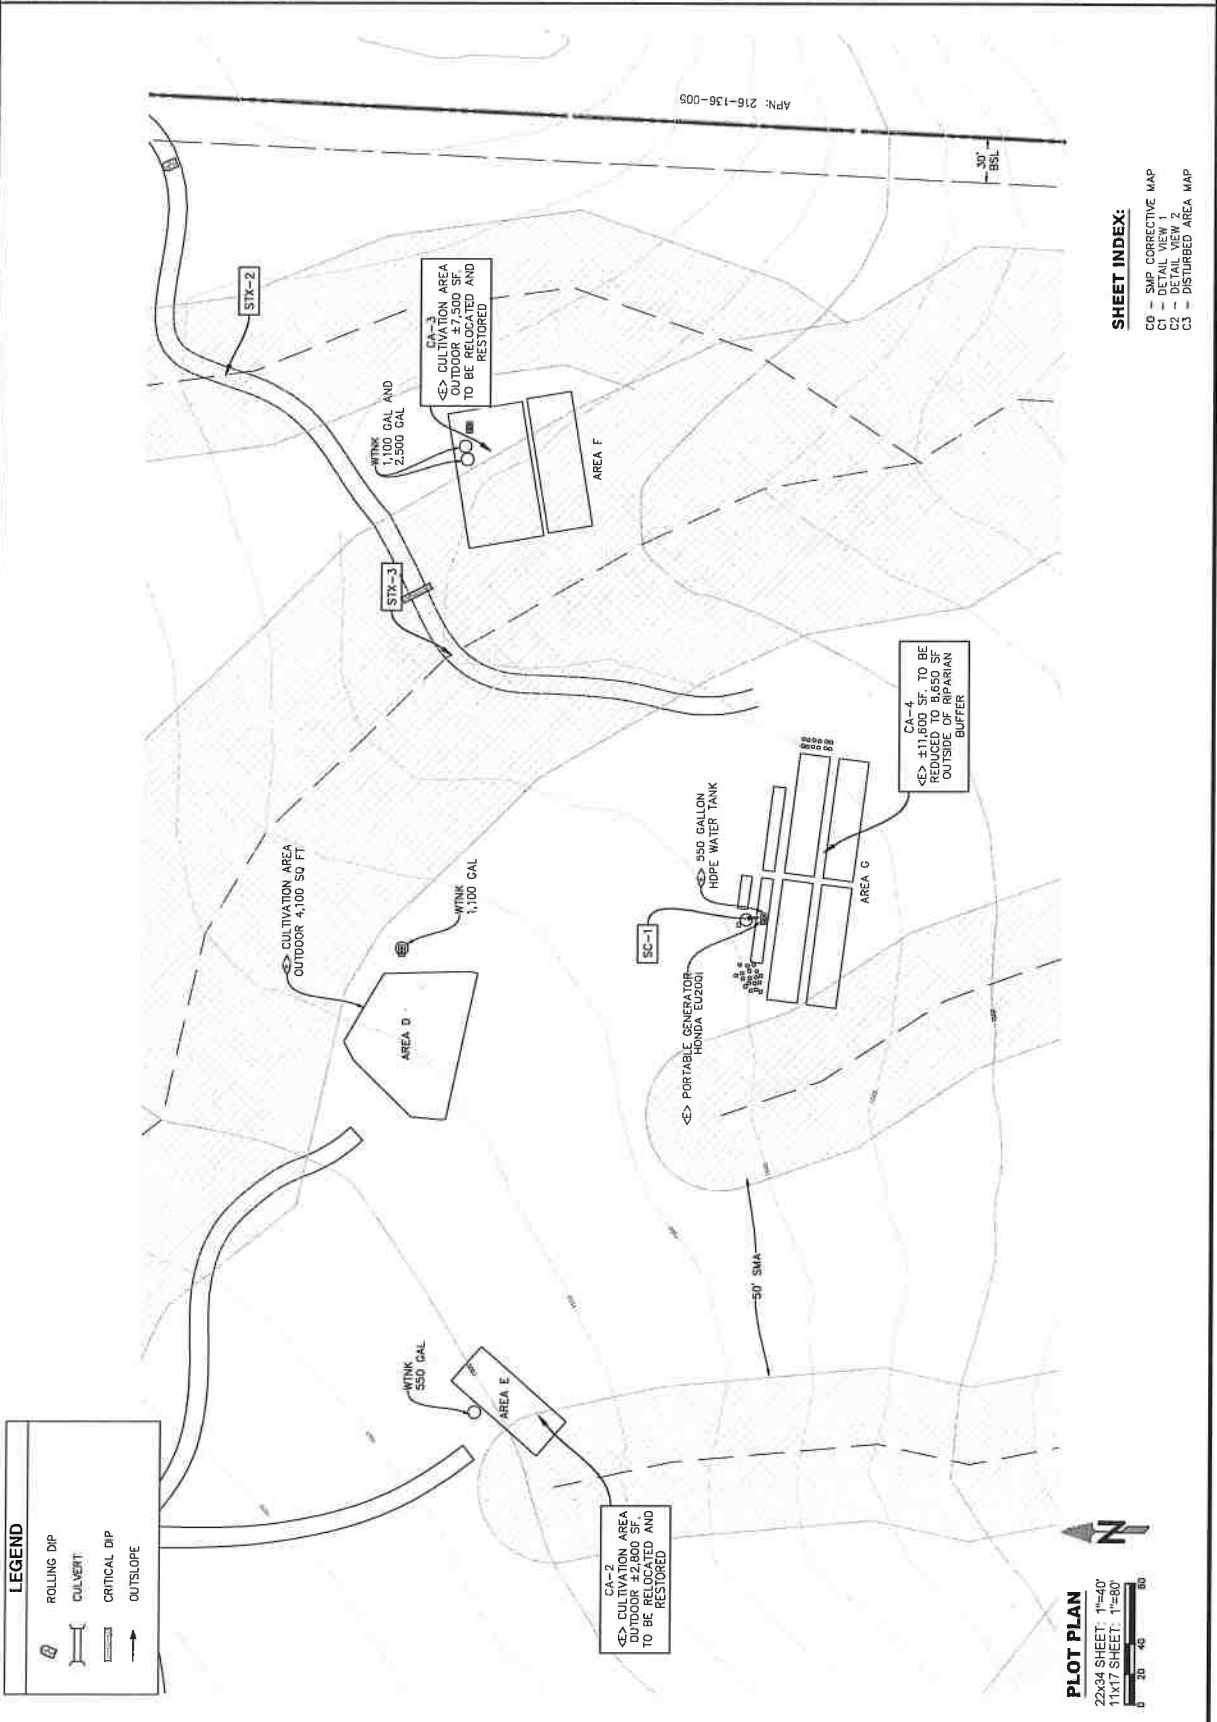 LEGEND
ROLLING DIP
CULVERT
CRITICAL DIP
OUTSLOPE
APN: 216-136-005
30'
BSL
STX-2
CA-3
<E> CULTIVATION AREA
OUTDOOR ±7,500 SF.
TO BE RELOCATED AND
RESTORED
WTNK
1,100 GAL AND
2,500 GAL
AREA F
STX-3
<E> CULTIVATION AREA
OUTDOOR 4,100 SQ FT
WTNK
1,100 GAL
AREA D
<E> 550 GALLON
HDPE WATER TANK
SC-1
<E> PORTABLE GENERATOR
HONDA EU200i
AREA G
CA-4
<E> ±11,600 SF. TO BE
REDUCED TO 8,650 SF
OUTSIDE OF RIPARIAN
BUFFER
50' SMA
WTNK
550 GAL
AREA E
CA-2
<E> CULTIVATION AREA
OUTDOOR ±2,800 SF.
TO BE RELOCATED AND
RESTORED
SHEET INDEX:
C0 - SMP CORRECTIVE MAP
C1 - DETAIL VIEW 1
C2 - DETAIL VIEW 2
C3 - DISTURBED AREA MAP
PLOT PLAN
22x34 SHEET: 1"=40'
11x17 SHEET: 1"=80'
0 20 40 80
N